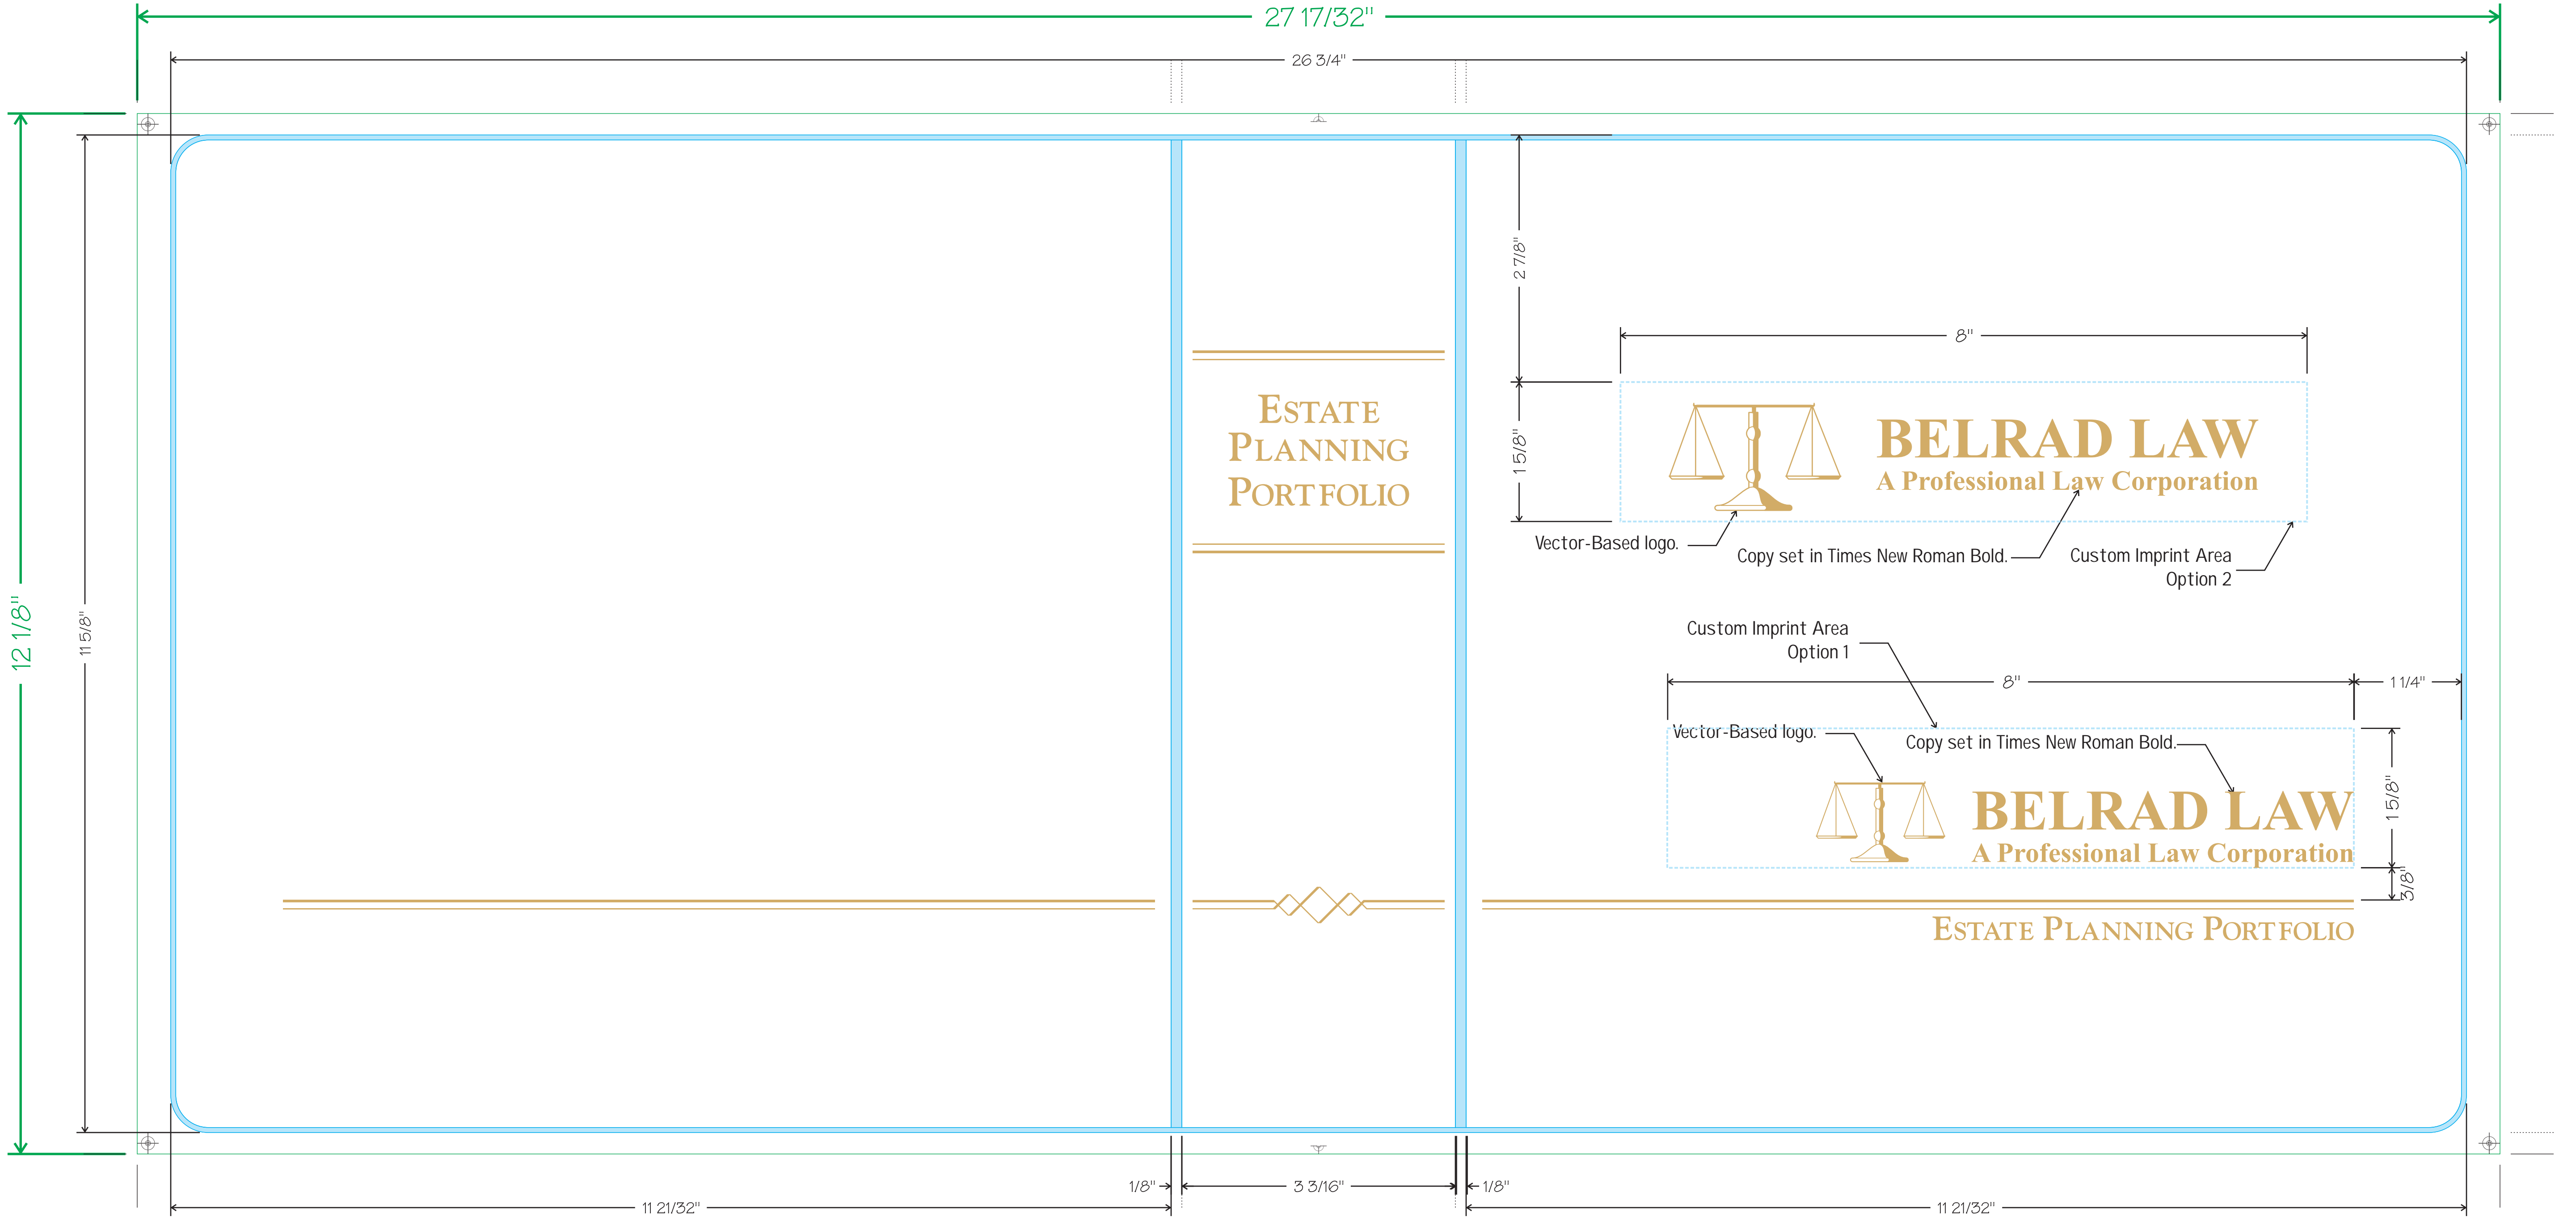 27 17/32"
26 3/4"
12 1/8"
11 5/8"
2 7/8"
8"
1 5/8"
ESTATE
PLANNING
PORTFOLIO
BELRAD LAW
A Professional Law Corporation
Vector-Based logo.
Copy set in Times New Roman Bold.
Custom Imprint Area
Option 2
Custom Imprint Area
Option 1
8"
1 1/4"
Vector-Based logo.
Copy set in Times New Roman Bold.
BELRAD LAW
A Professional Law Corporation
1 5/8"
3/8"
ESTATE PLANNING PORTFOLIO
1/8"
3 3/16"
1/8"
11 21/32"
11 21/32"